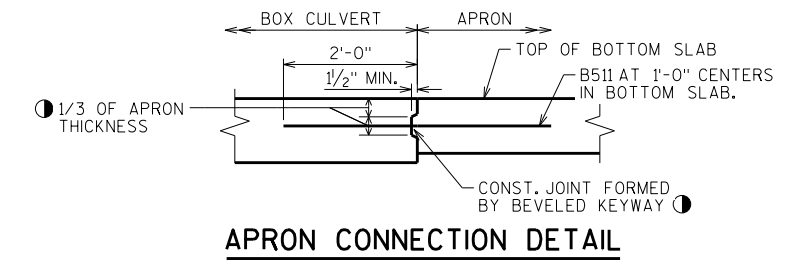 BOX CULVERT
APRON
2'-0"
1½" MIN.
TOP OF BOTTOM SLAB
B511 AT 1'-0" CENTERS
IN BOTTOM SLAB.
1/3 OF APRON
THICKNESS
CONST. JOINT FORMED
BY BEVELED KEYWAY
APRON CONNECTION DETAIL